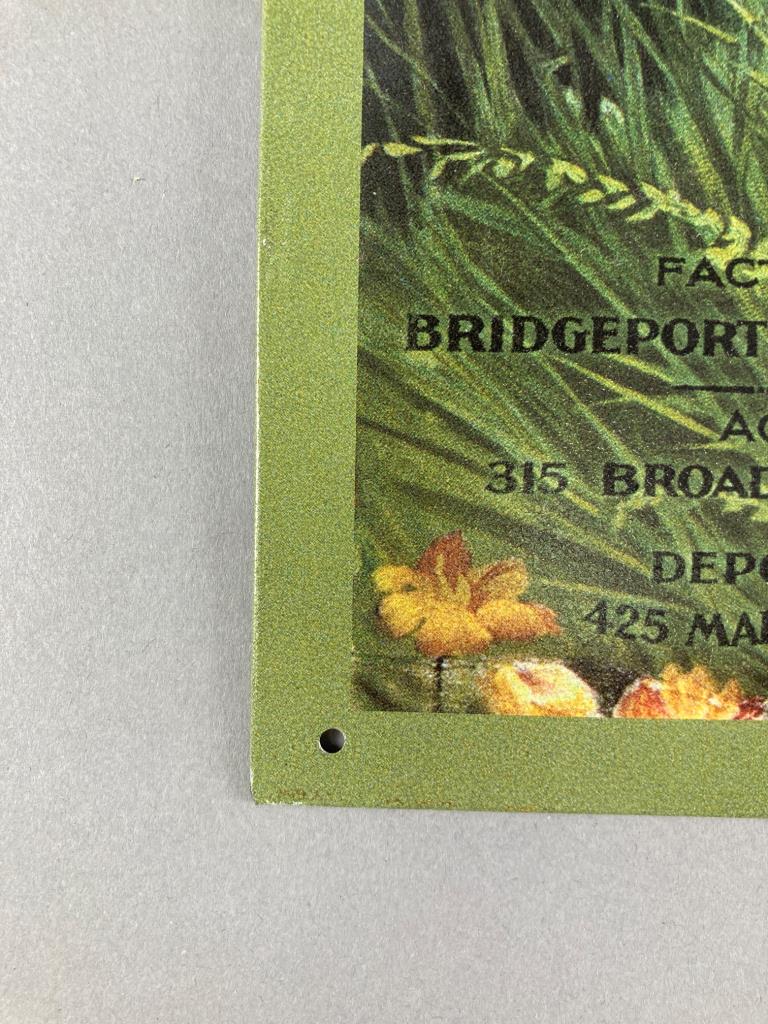 FACT
BRIDGEPORT
AG
315 BROAD
DEPO
425 MA